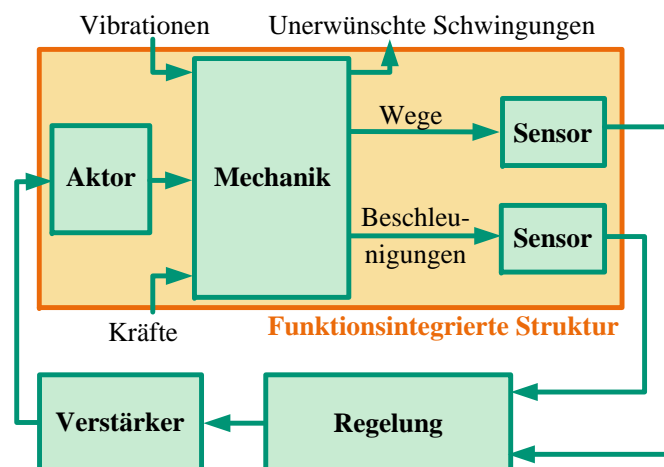 Vibrationen
Unerwünschte Schwingungen
Aktor
Mechanik
Wege
Sensor
Beschleu-
nigungen
Sensor
Kräfte
Funktionsintegrierte Struktur
Verstärker
Regelung